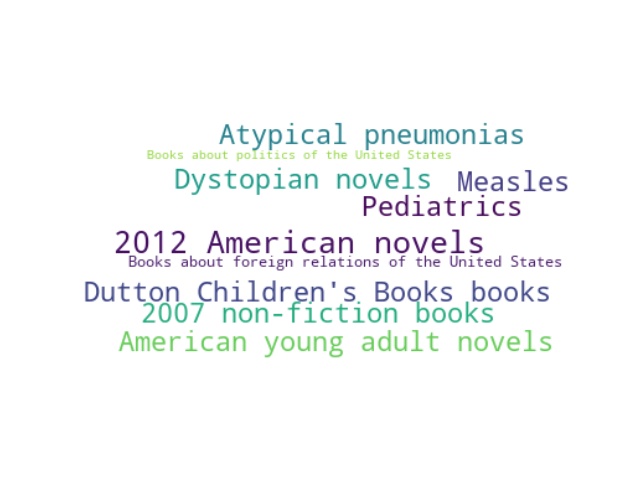 Atypical pneumonias
Books about politics of the United States
Dystopian novels
Measles
Pediatrics
2012 American novels
Books about foreign relations of the United States
Dutton Children's Books books
2007 non-fiction books
American young adult novels